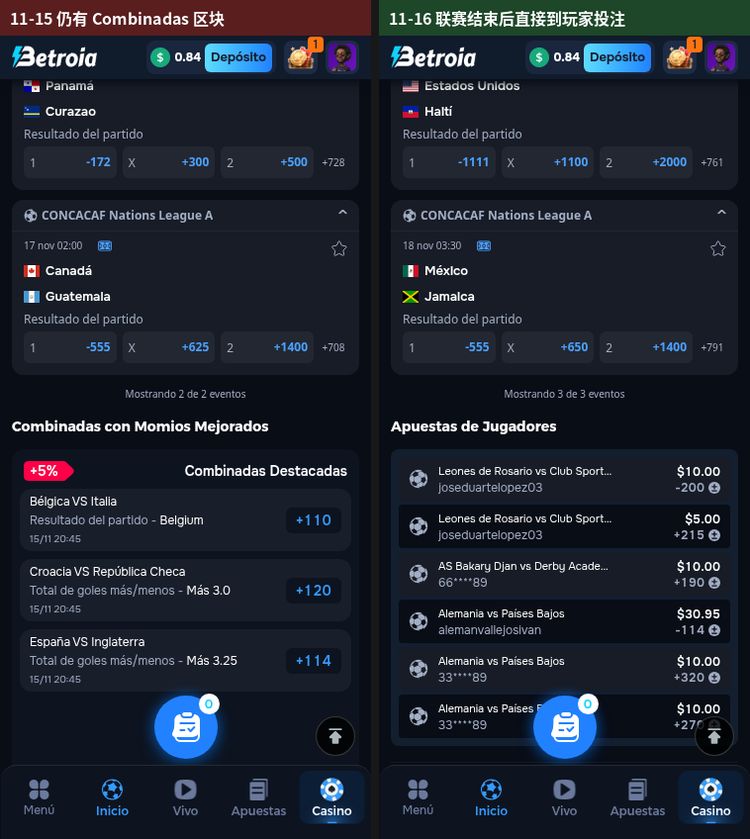 11-15 仍有 Combinadas 区块
Betroia
$ 0.84 Depósito
1
Panamá
Curazao
Resultado del partido
1 -172 X +300 2 +500 +728
CONCACAF Nations League A
17 nov 02:00
Canadá
Guatemala
Resultado del partido
1 -555 X +625 2 +1400 +708
Mostrando 2 de 2 eventos
Combinadas con Momios Mejorados
+5% Combinadas Destacadas
Bélgica VS Italia
Resultado del partido - Belgium
+110
15/11 20:45
Croacia VS República Checa
Total de goles más/menos - Más 3.0
+120
15/11 20:45
España VS Inglaterra
Total de goles más/menos - Más 3.25
+114
15/11 20:45
0
Menú Inicio Vivo Apuestas Casino
11-16 联赛结束后直接到玩家投注
Betroia
$ 0.84 Depósito
1
Estados Unidos
Haití
Resultado del partido
1 -1111 X +1100 2 +2000 +761
CONCACAF Nations League A
18 nov 03:30
México
Jamaica
Resultado del partido
1 -555 X +650 2 +1400 +791
Mostrando 3 de 3 eventos
Apuestas de Jugadores
Leones de Rosario vs Club Sport... $10.00
joseduartelopez03 -200
Leones de Rosario vs Club Sport... $5.00
joseduartelopez03 +215
AS Bakary Djan vs Derby Acade... $10.00
66****89 +190
Alemania vs Países Bajos $30.95
alemanvallejosivan -114
Alemania vs Países Bajos $10.00
33****89 +320
Alemania vs Países $10.00
33****89 +270
0
Menú Inicio Vivo Apuestas Casino